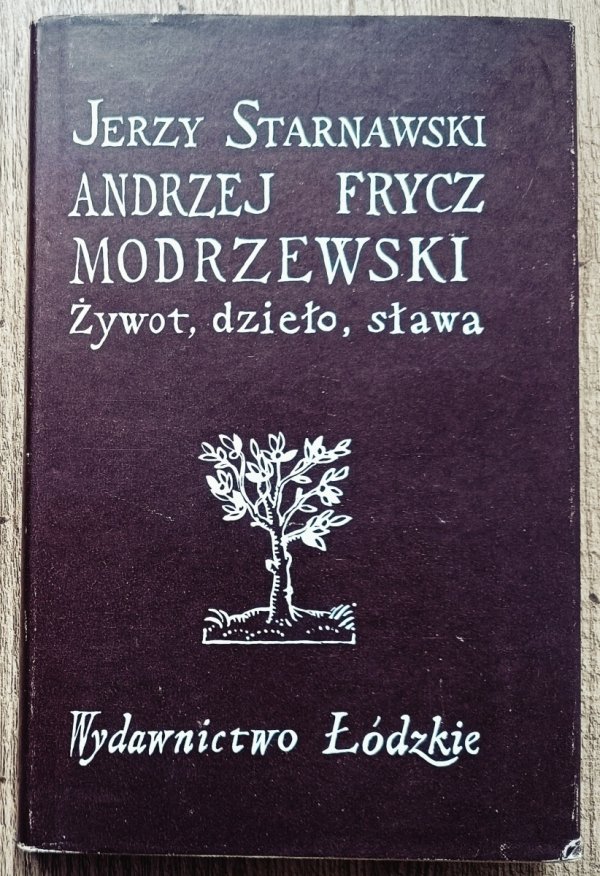 JERZY STARNAWSKI
ANDRZEJ FRYCZ
MODRZEWSKI
Żywot, dzieło, sława
Wydawnictwo Łódzkie